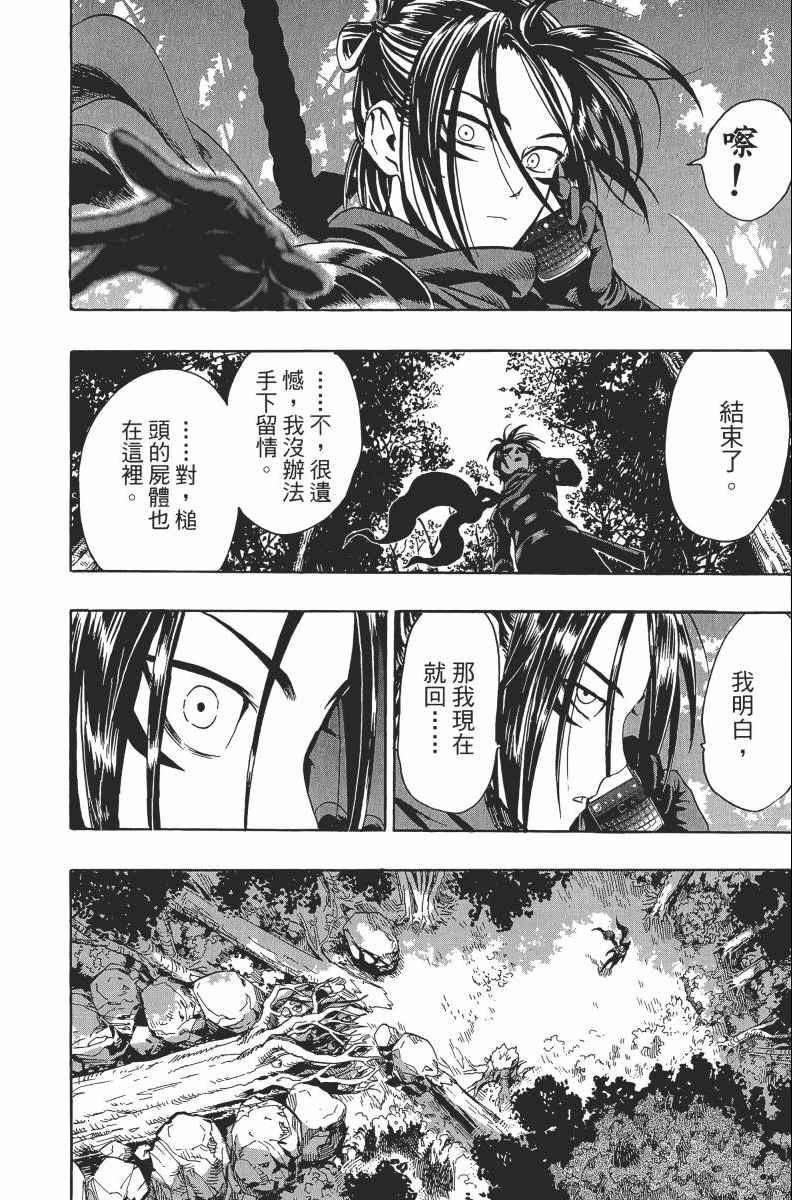 嚓！
結束了。
……不，很遺
憾，我沒辦法
手下留情。
……對，槌
頭的屍體也
在這裡。
我明白，
那我現在
就回……